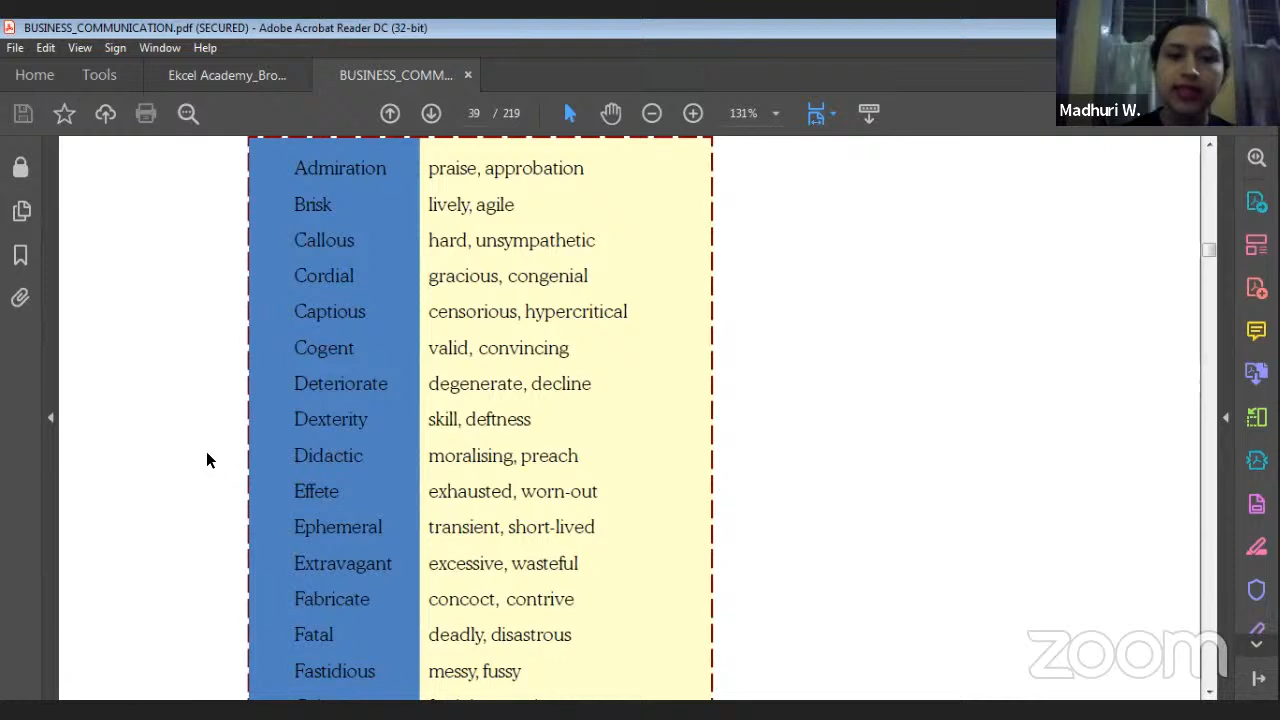 BUSINESS_COMMUNICATION.pdf (SECURED) - Adobe Acrobat Reader DC (32-bit)
File Edit View Sign Window Help
Home Tools Ekcel Academy_Bro... BUSINESS_COMM... ×
39 / 219 131%
Madhuri W.
Admiration praise, approbation
Brisk lively, agile
Callous hard, unsympathetic
Cordial gracious, congenial
Captious censorious, hypercritical
Cogent valid, convincing
Deteriorate degenerate, decline
Dexterity skill, deftness
Didactic moralising, preach
Effete exhausted, worn-out
Ephemeral transient, short-lived
Extravagant excessive, wasteful
Fabricate concoct, contrive
Fatal deadly, disastrous
Fastidious messy, fussy
zoom